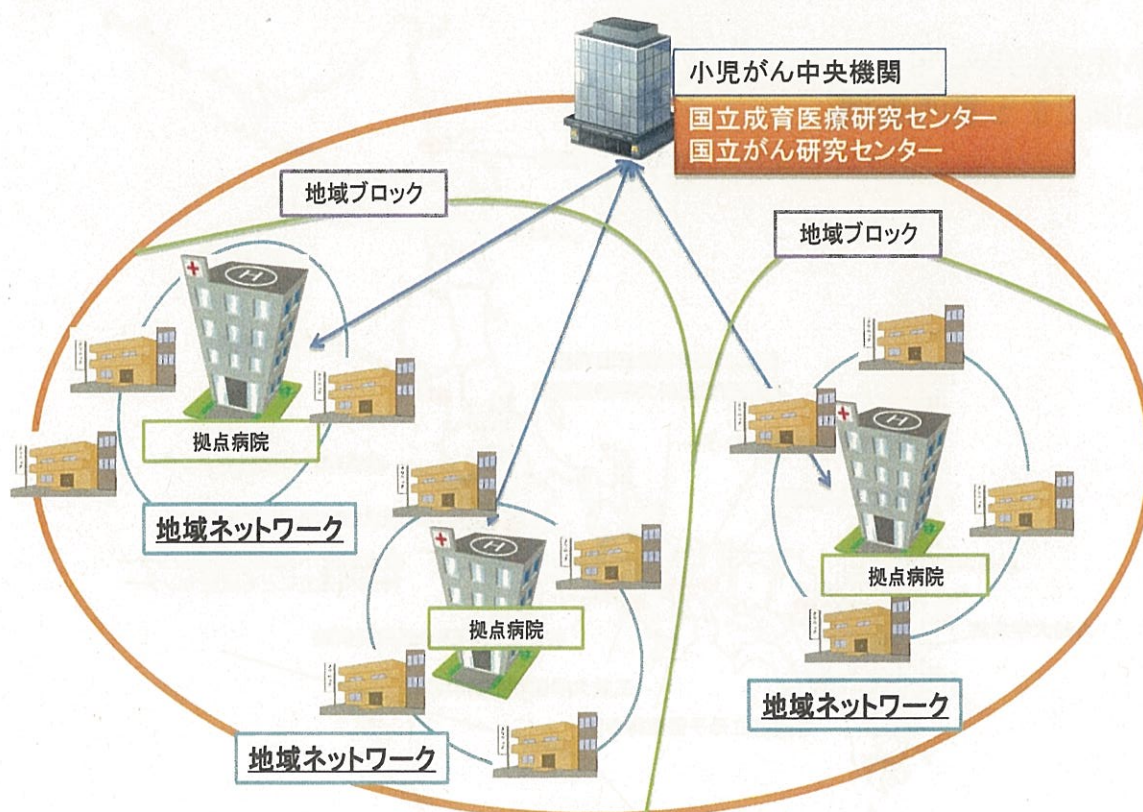 小児がん中央機関
国立成育医療研究センター
国立がん研究センター
地域ブロック
地域ブロック
拠点病院
地域ネットワーク
拠点病院
地域ネットワーク
拠点病院
地域ネットワーク
H
H
H